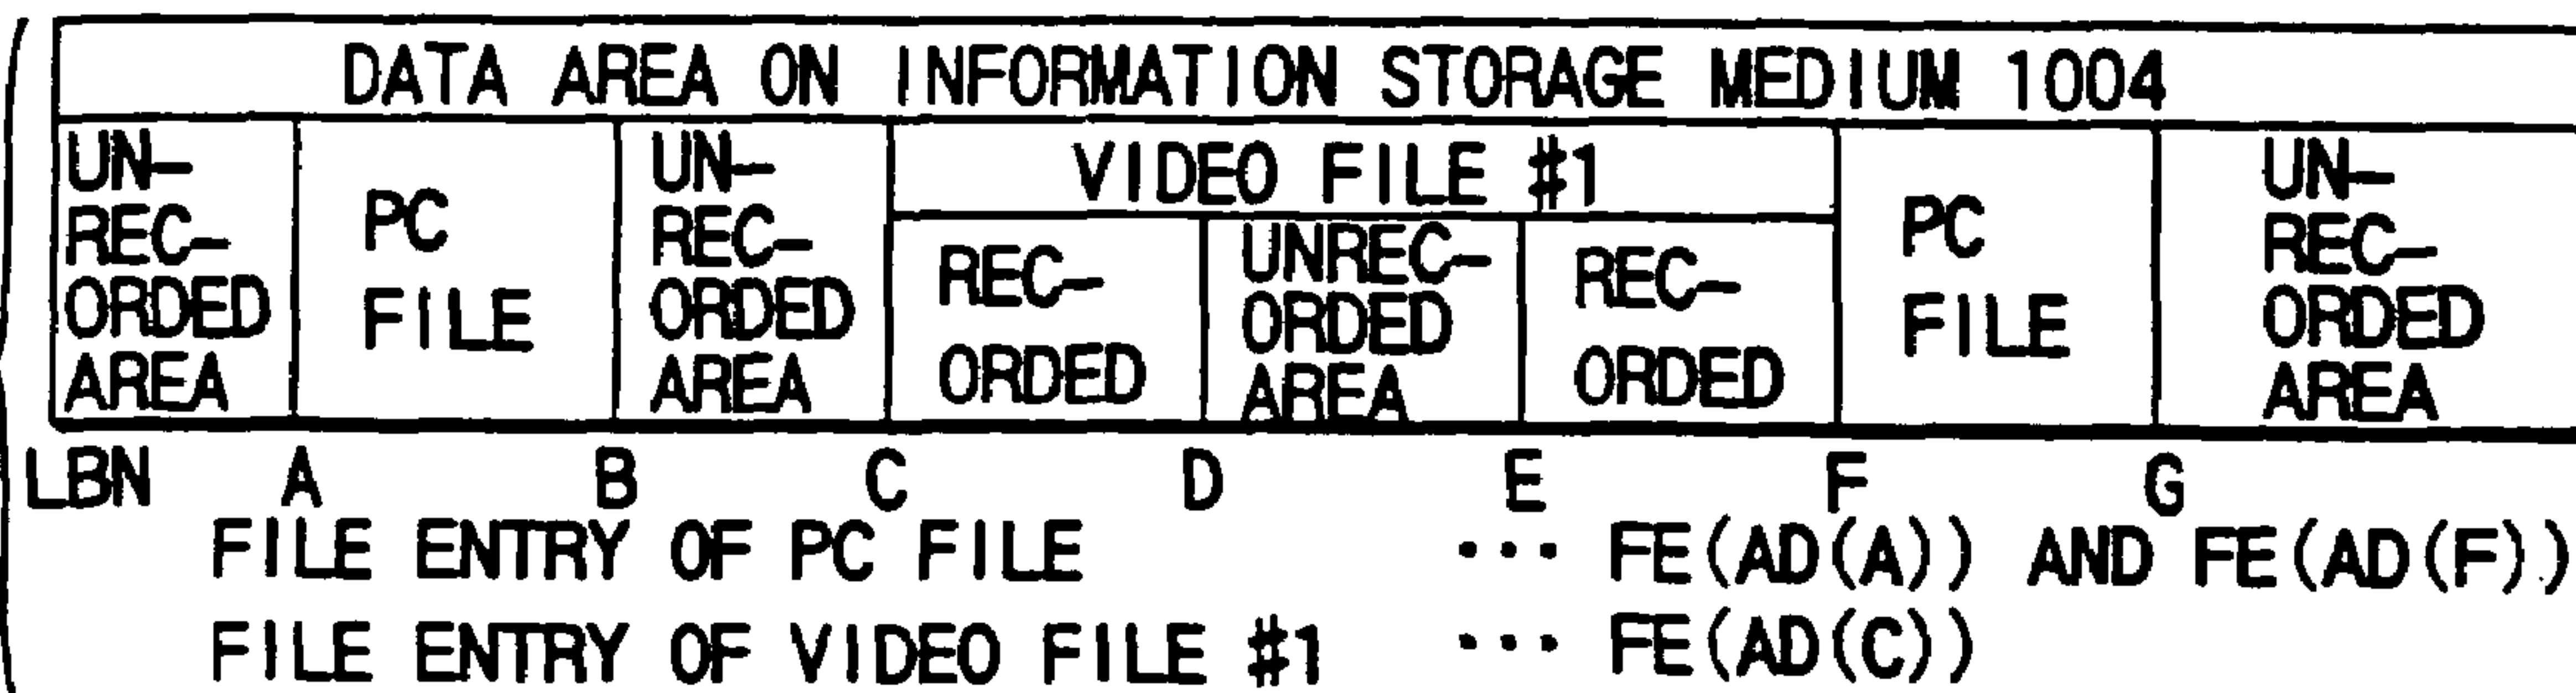 DATA AREA ON INFORMATION STORAGE MEDIUM 1004
UN-
REC-
ORDED
AREA
PC
FILE
UN-
REC-
ORDED
AREA
VIDEO FILE #1
REC-
ORDED
UNREC-
ORDED
AREA
REC-
ORDED
PC
FILE
UN-
REC-
ORDED
AREA
LBN A B C D E F G
FILE ENTRY OF PC FILE ··· FE(AD(A)) AND FE(AD(F))
FILE ENTRY OF VIDEO FILE #1 ··· FE(AD(C))